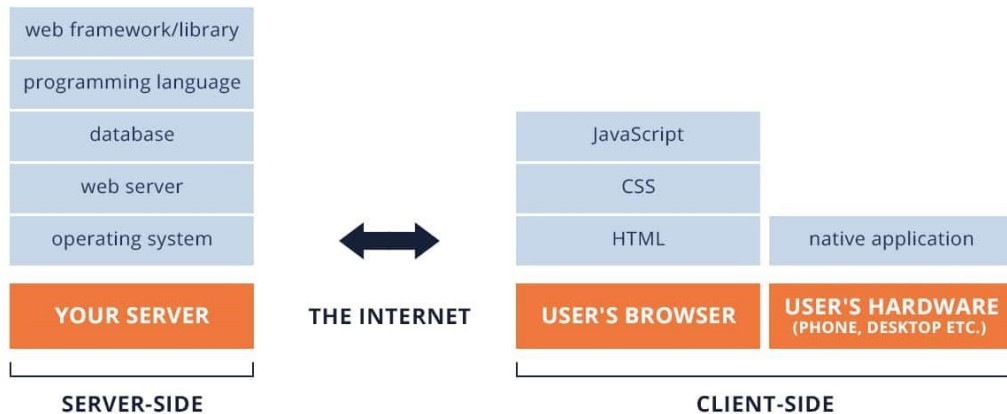 web framework/library
programming language
database
web server
operating system
YOUR SERVER
SERVER-SIDE
THE INTERNET
JavaScript
CSS
HTML
USER'S BROWSER
native application
USER'S HARDWARE
(PHONE, DESKTOP ETC.)
CLIENT-SIDE